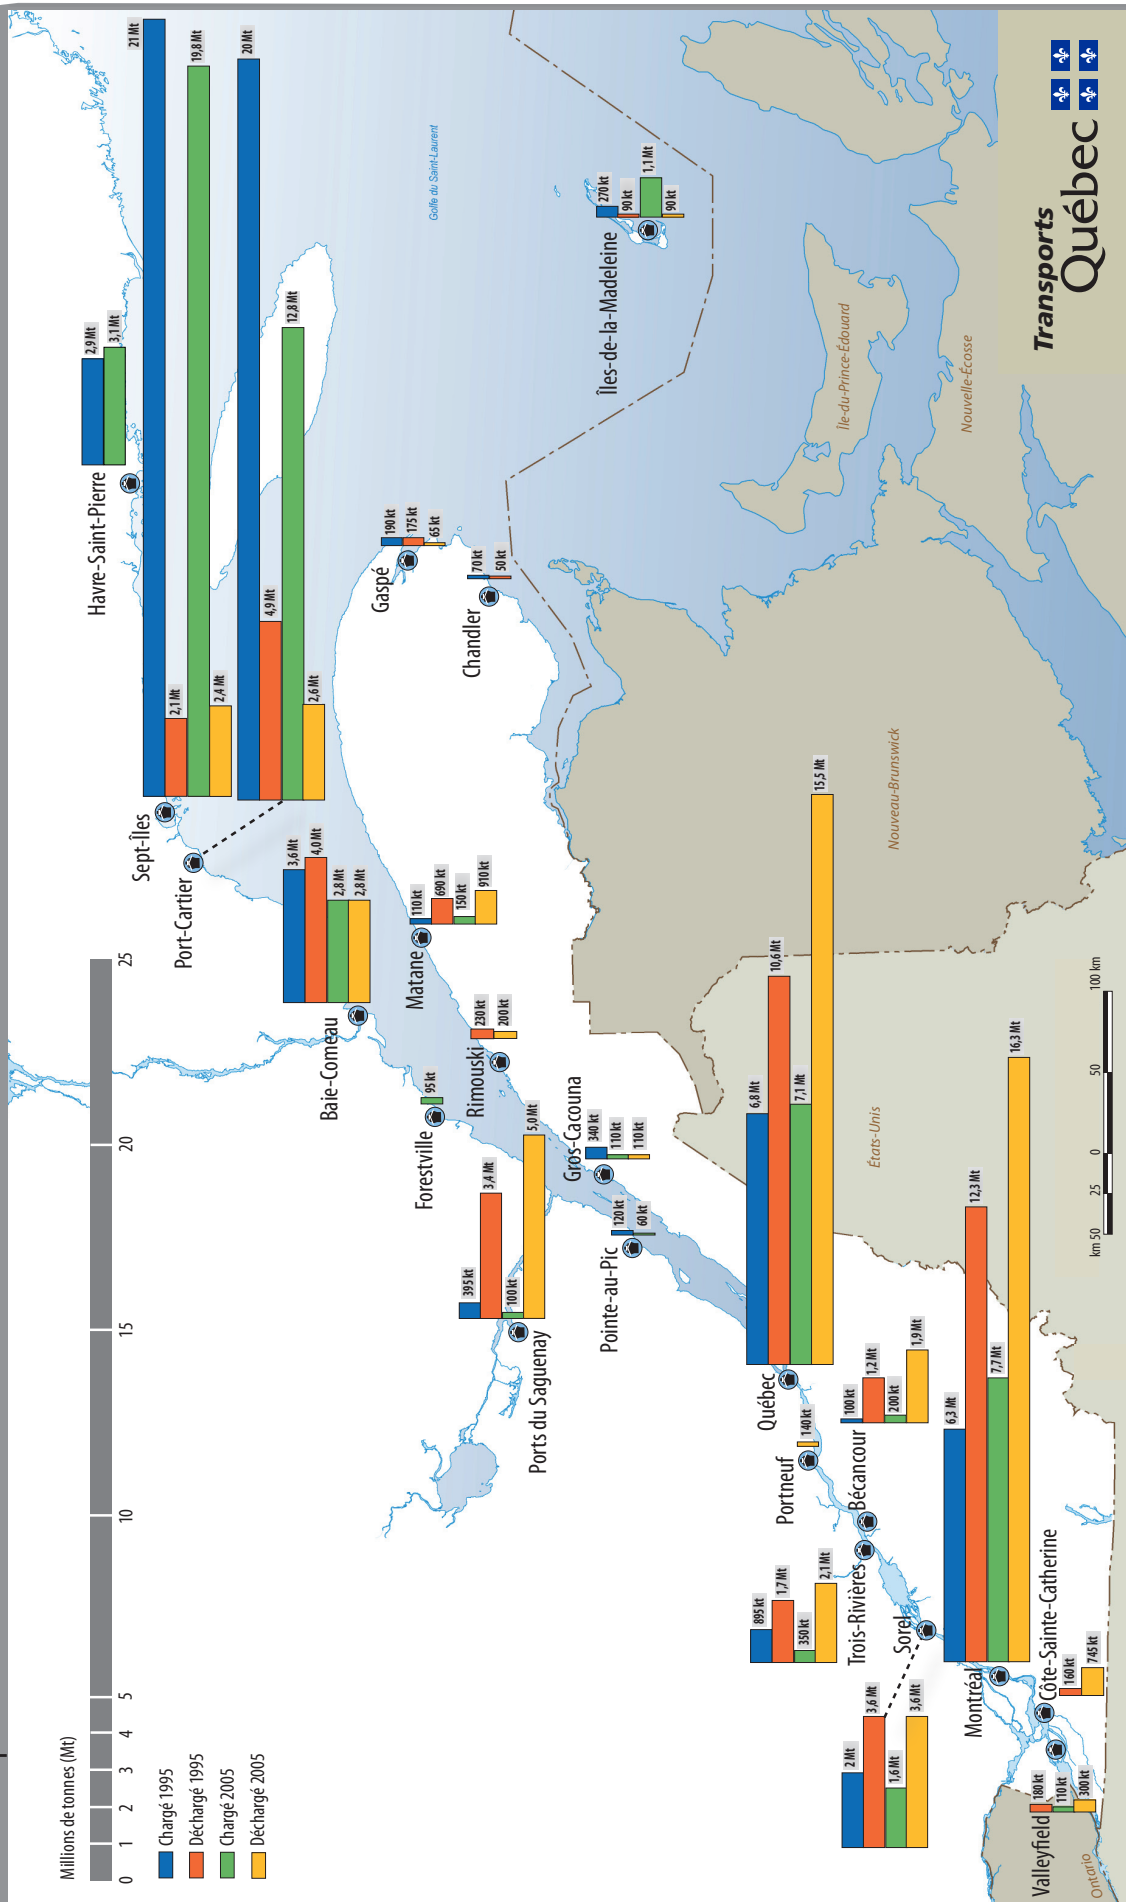 Millions de tonnes (Mt)
0
1
2
3
4
5
10
15
20
25
Chargé 1995
Déchargé 1995
Chargé 2005
Déchargé 2005
Havre-Saint-Pierre
2,9 Mt
3,1 Mt
Sept-Îles
21 Mt
2,1 Mt
19,8 Mt
2,4 Mt
Port-Cartier
20 Mt
4,9 Mt
12,8 Mt
2,6 Mt
Baie-Comeau
3,6 Mt
4,0 Mt
2,8 Mt
2,8 Mt
Golfe du Saint-Laurent
Gaspé
190 kt
175 kt
65 kt
Chandler
70 kt
50 kt
Îles-de-la-Madeleine
270 kt
90 kt
1,1 Mt
90 kt
Matane
110 kt
690 kt
150 kt
910 kt
Forestville
95 kt
Rimouski
230 kt
200 kt
Ports du Saguenay
395 kt
3,4 Mt
100 kt
5,0 Mt
Gros-Cacouna
340 kt
110 kt
110 kt
Pointe-au-Pic
120 kt
60 kt
Québec
6,8 Mt
10,6 Mt
7,1 Mt
15,5 Mt
Portneuf
140 kt
Bécancour
100 kt
1,2 Mt
200 kt
1,9 Mt
Trois-Rivières
895 kt
1,7 Mt
350 kt
2,1 Mt
Sorel
2 Mt
3,6 Mt
1,6 Mt
3,6 Mt
Montréal
6,3 Mt
12,3 Mt
7,7 Mt
16,3 Mt
Côte-Sainte-Catherine
160 kt
745 kt
Valleyfield
180 kt
110 kt
300 kt
Île-du-Prince-Édouard
Nouvelle-Écosse
Nouveau-Brunswick
États-Unis
Ontario
km 50
25
0
50
100 km
Transports
Québec